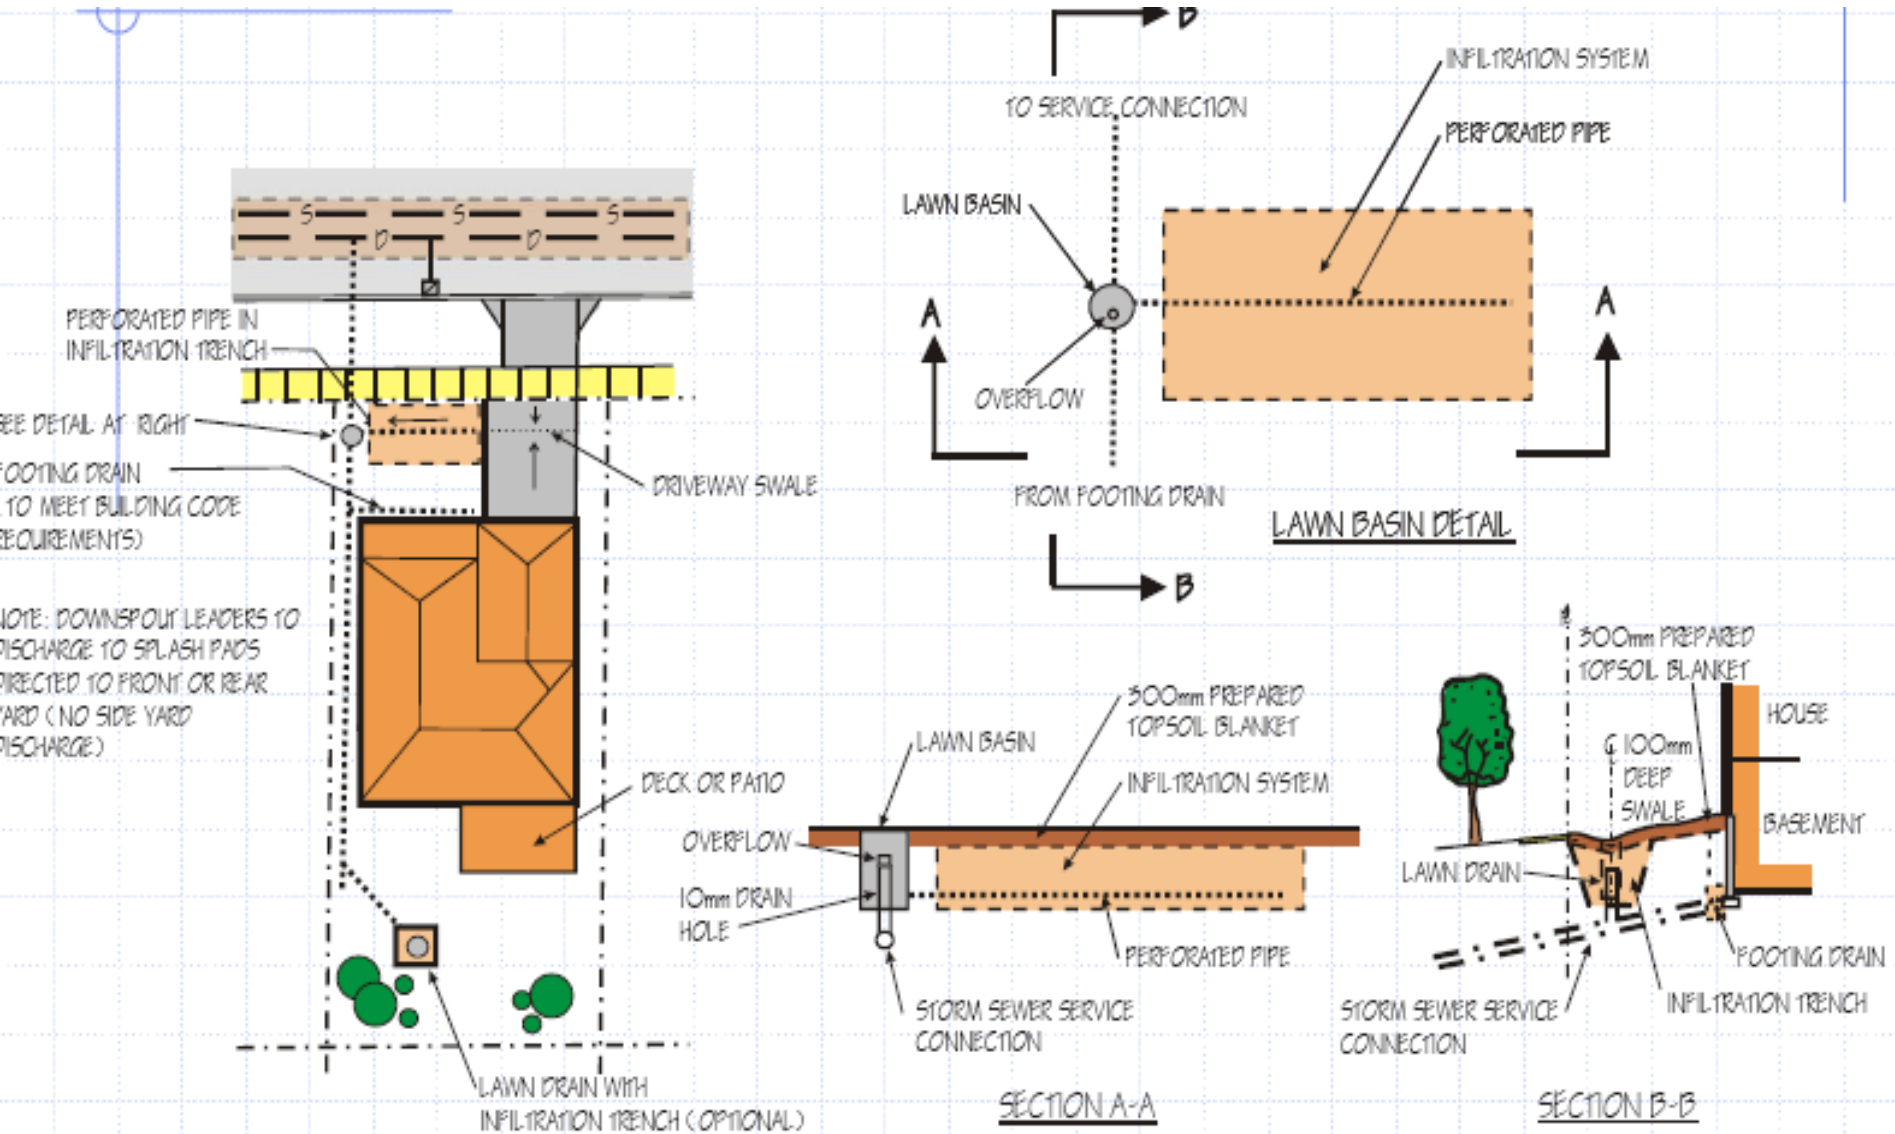 B
INFILTRATION SYSTEM
TO SERVICE CONNECTION
PERFORATED PIPE
LAWN BASIN
S S S
D D
PERFORATED PIPE IN
INFILTRATION TRENCH
A
A
OVERFLOW
SEE DETAIL AT RIGHT
FOOTING DRAIN
TO MEET BUILDING CODE
REQUIREMENTS)
DRIVEWAY SWALE
FROM FOOTING DRAIN
LAWN BASIN DETAIL
B
NOTE: DOWNSPOUT LEADERS TO
DISCHARGE TO SPLASH PADS
DIRECTED TO FRONT OR REAR
YARD (NO SIDE YARD
DISCHARGE)
DECK OR PATIO
LAWN DRAIN WITH
INFILTRATION TRENCH (OPTIONAL)
LAWN BASIN
300mm PREPARED
TOPSOIL BLANKET
INFILTRATION SYSTEM
OVERFLOW
10mm DRAIN
HOLE
PERFORATED PIPE
STORM SEWER SERVICE
CONNECTION
SECTION A-A
300mm PREPARED
TOPSOIL BLANKET
HOUSE
100mm
DEEP
SWALE
BASEMENT
LAWN DRAIN
FOOTING DRAIN
INFILTRATION TRENCH
STORM SEWER SERVICE
CONNECTION
SECTION B-B